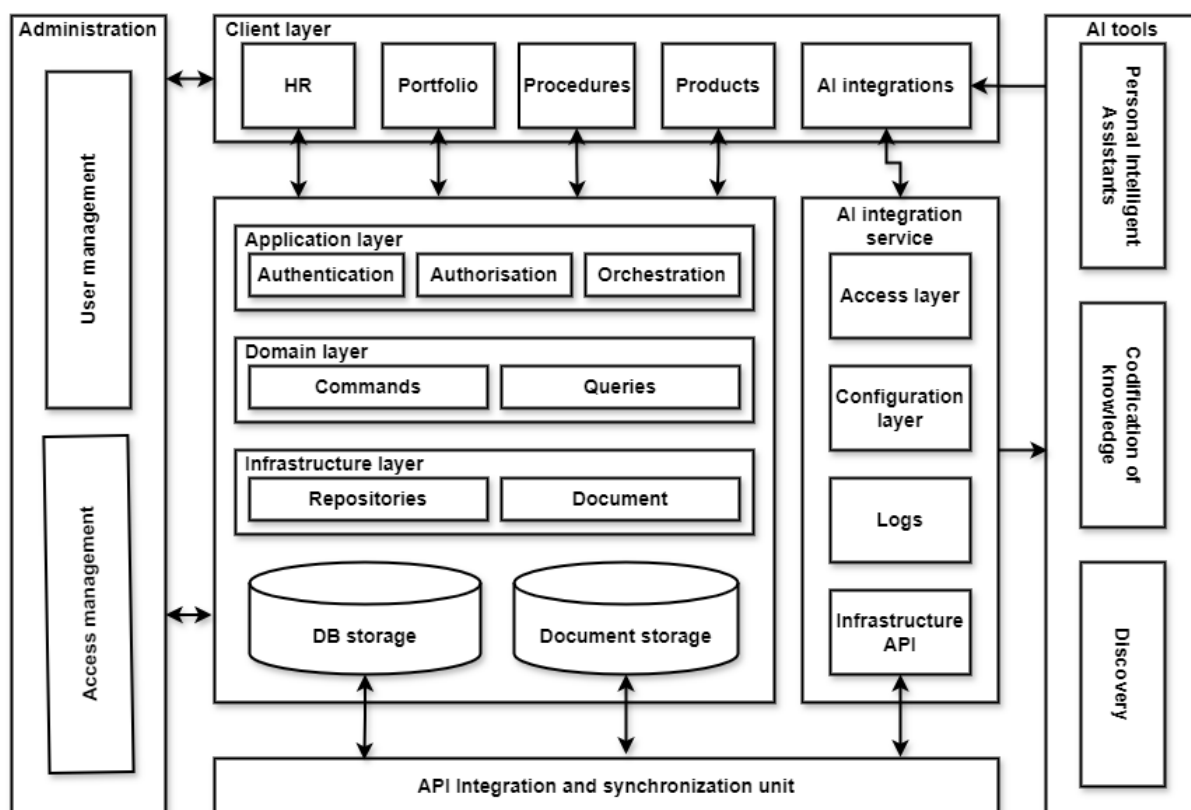 Administration
User management
Access management
Client layer
HR
Portfolio
Procedures
Products
AI integrations
Application layer
Authentication
Authorisation
Orchestration
Domain layer
Commands
Queries
Infrastructure layer
Repositories
Document
DB storage
Document storage
AI integration
service
Access layer
Configuration
layer
Logs
Infrastructure
API
API Integration and synchronization unit
AI tools
Personal Intelligent
Assistants
Codification of
knowledge
Discovery